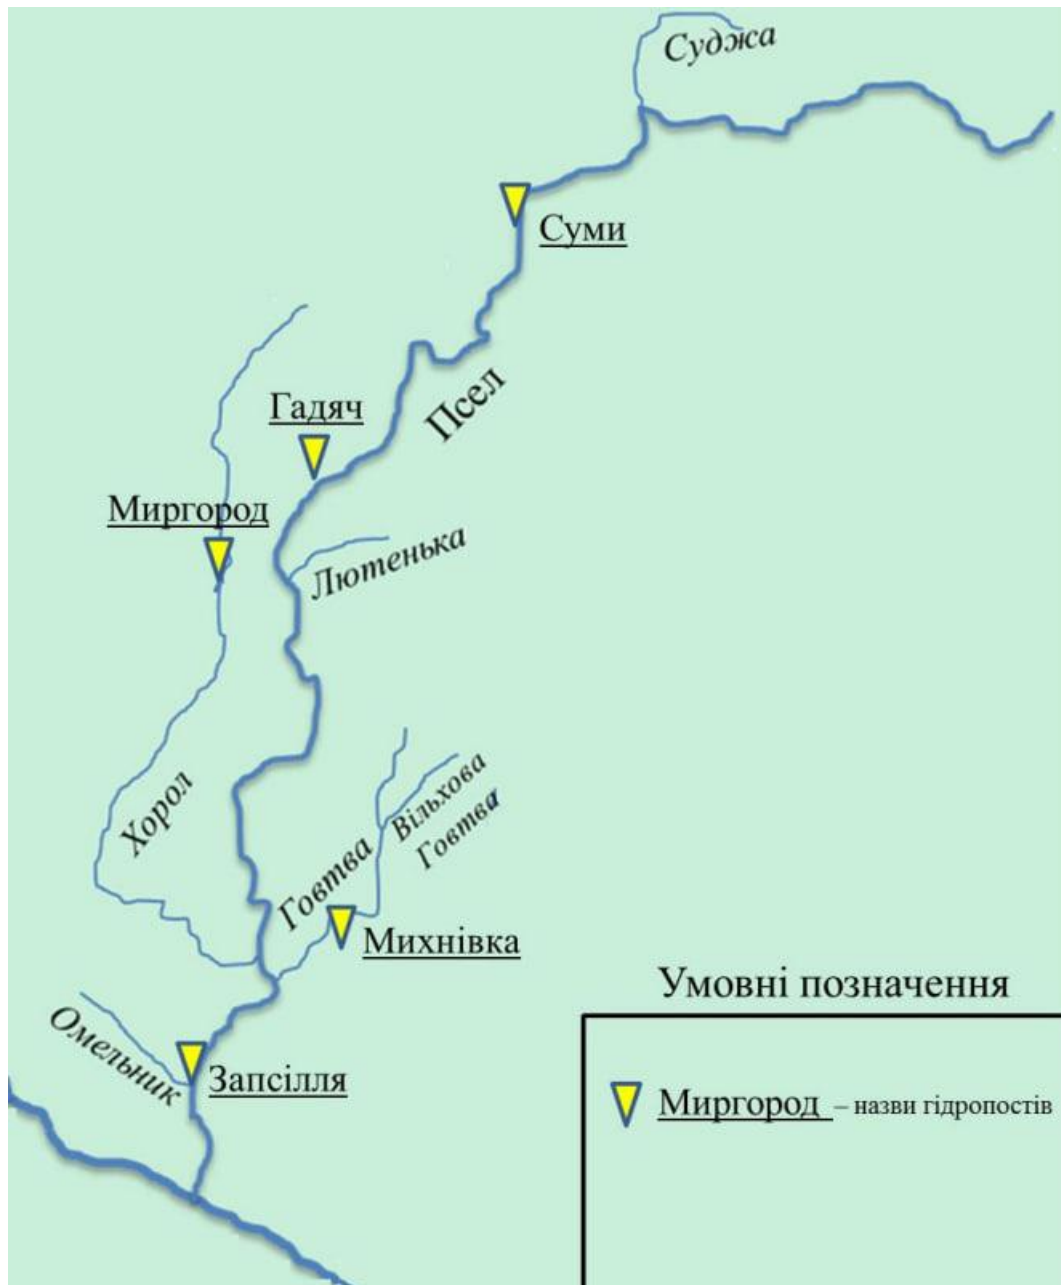 Суджа
Суми
Псел
Гадяч
Миргород
Лютенька
Хорол
Вільхова
Говтва
Говтва
Михнівка
Омельник
Запсілля
Умовні позначення
Миргород – назви гідропостів